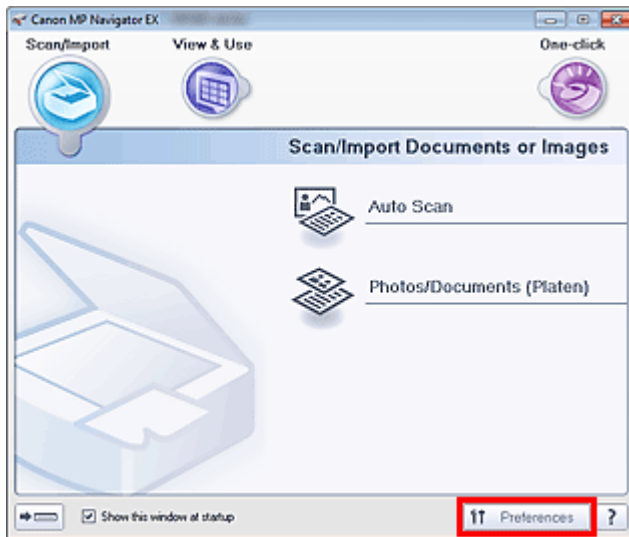 Canon MP Navigator EX
Scan/Import View & Use One-click
Scan/Import Documents or Images
Auto Scan
Photos/Documents (Platen)
Show this window at startup Preferences ?